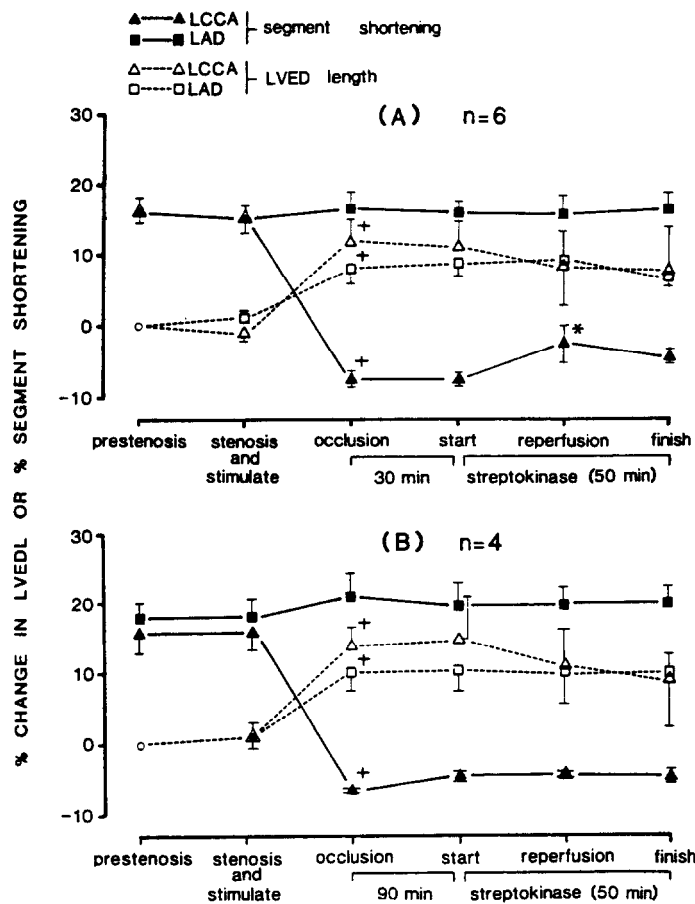 LCCA
LAD
segment shortening
LCCA
LAD
LVED length
% CHANGE IN LVEDL OR % SEGMENT SHORTENING
(A) n=6
30
20
10
0
-10
+
+
+
*
prestenosis stenosis and stimulate occlusion start reperfusion finish
30 min streptokinase (50 min)
(B) n=4
30
20
10
0
-10
+
+
+
prestenosis stenosis and stimulate occlusion start reperfusion finish
90 min streptokinase (50 min)